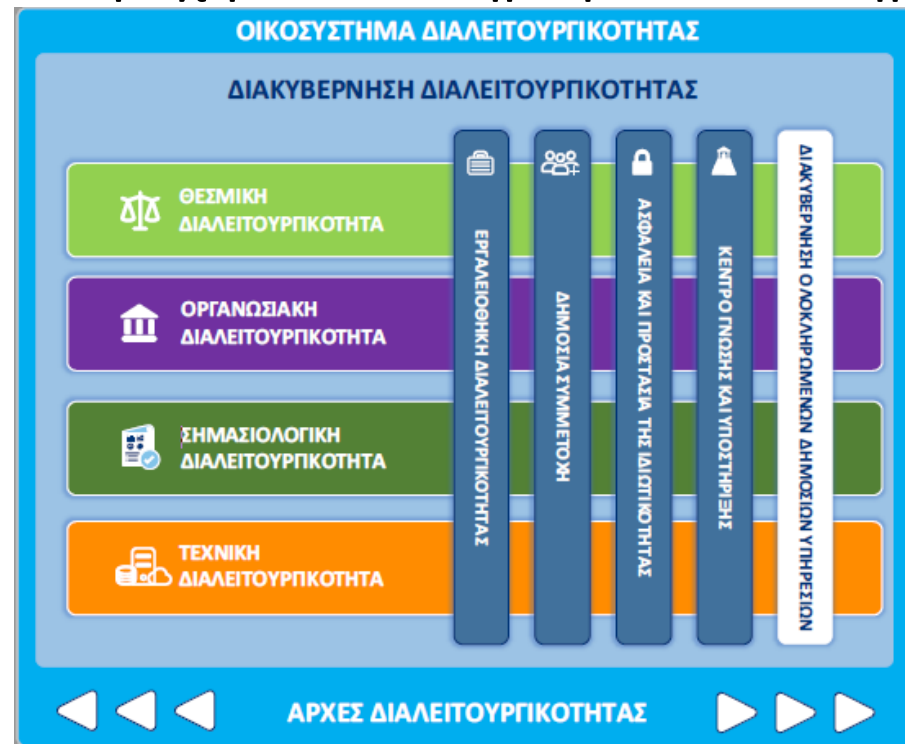 ΟΙΚΟΣΥΣΤΗΜΑ ΔΙΑΛΕΙΤΟΥΡΓΙΚΟΤΗΤΑΣ
ΔΙΑΚΥΒΕΡΝΗΣΗ ΔΙΑΛΕΙΤΟΥΡΓΙΚΟΤΗΤΑΣ
ΘΕΣΜΙΚΗ
ΔΙΑΛΕΙΤΟΥΡΓΙΚΟΤΗΤΑ
ΟΡΓΑΝΩΣΙΑΚΗ
ΔΙΑΛΕΙΤΟΥΡΓΙΚΟΤΗΤΑ
ΣΗΜΑΣΙΟΛΟΓΙΚΗ
ΔΙΑΛΕΙΤΟΥΡΓΙΚΟΤΗΤΑ
ΤΕΧΝΙΚΗ
ΔΙΑΛΕΙΤΟΥΡΓΙΚΟΤΗΤΑ
ΕΡΓΑΛΕΙΟΘΗΚΗ ΔΙΑΛΕΙΤΟΥΡΓΙΚΟΤΗΤΑΣ
ΔΗΜΟΣΙΑ ΣΥΜΜΕΤΟΧΗ
ΑΣΦΑΛΕΙΑ ΚΑΙ ΠΡΟΣΤΑΣΙΑ ΤΗΣ ΙΔΙΩΤΙΚΟΤΗΤΑΣ
ΚΕΝΤΡΟ ΓΝΩΣΗΣ ΚΑΙ ΥΠΟΣΤΗΡΙΞΗΣ
ΔΙΑΚΥΒΕΡΝΗΣΗ ΟΛΟΚΛΗΡΩΜΕΝΩΝ ΔΗΜΟΣΙΩΝ ΥΠΗΡΕΣΙΩΝ
ΑΡΧΕΣ ΔΙΑΛΕΙΤΟΥΡΓΙΚΟΤΗΤΑΣ